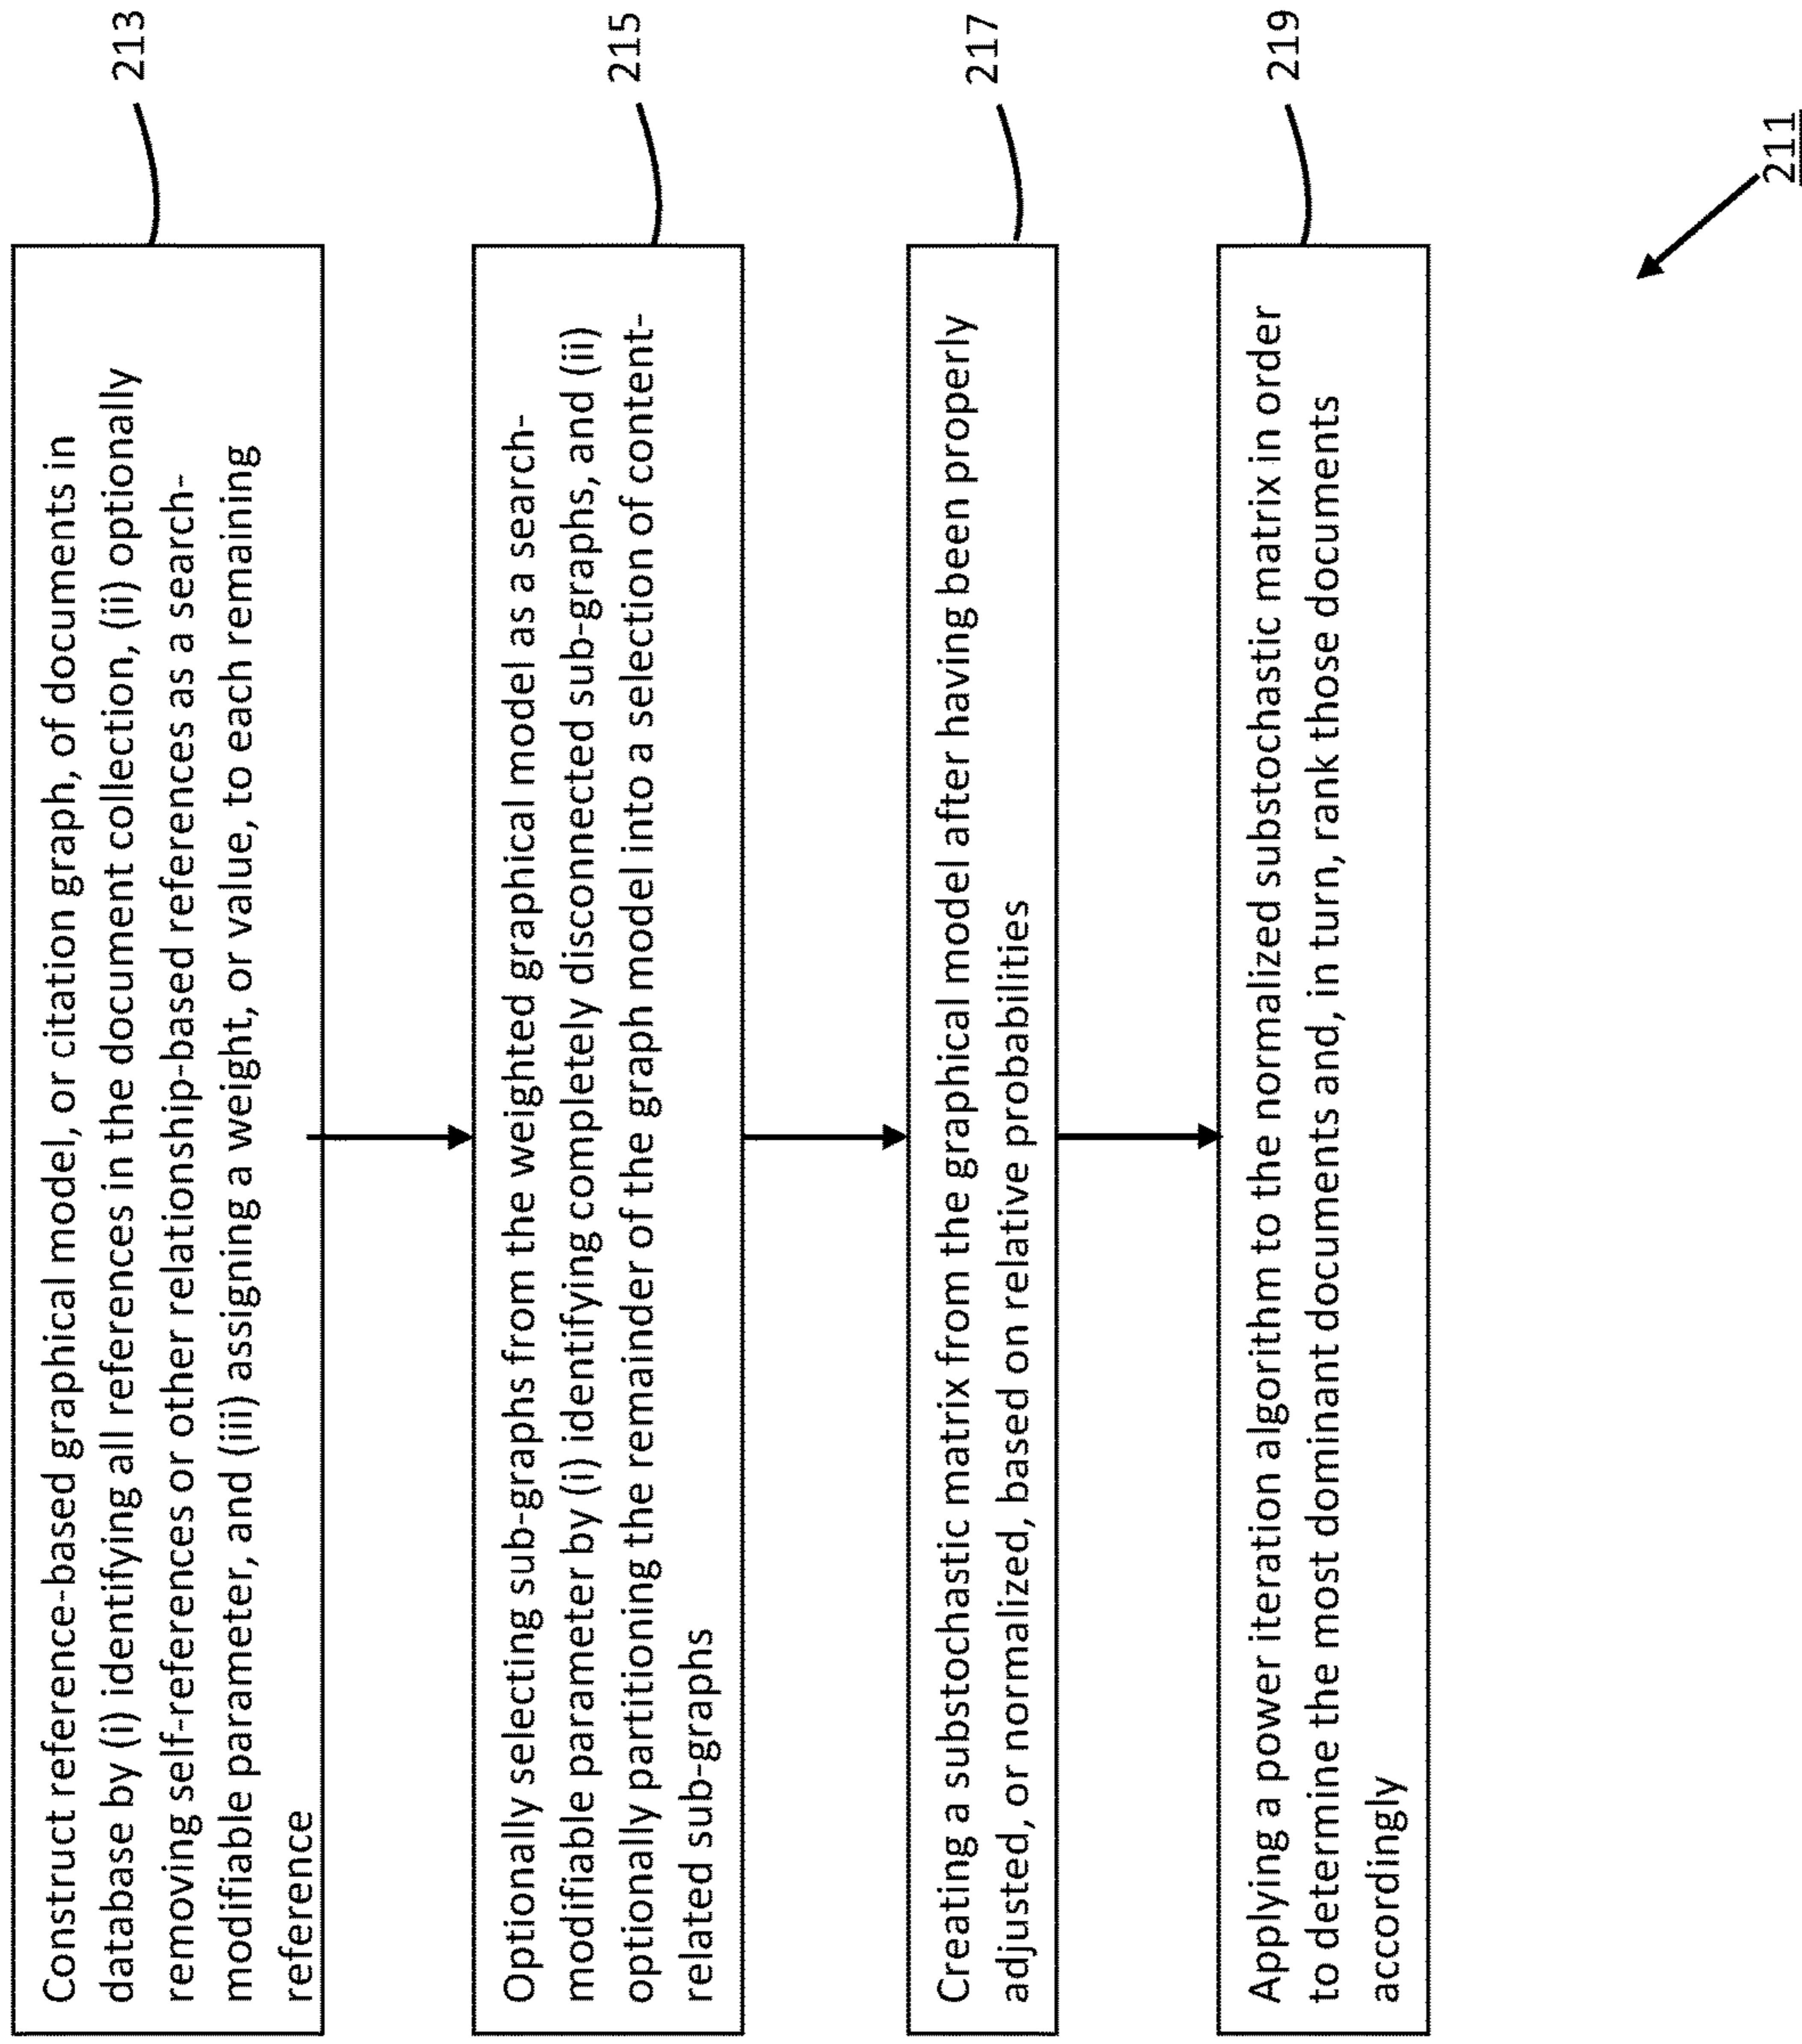 Construct reference-based graphical model, or citation graph, of documents in
database by (i) identifying all references in the document collection, (ii) optionally
removing self-references or other relationship-based references as a search-
modifiable parameter, and (iii) assigning a weight, or value, to each remaining
reference
213
Optionally selecting sub-graphs from the weighted graphical model as a search-
modifiable parameter by (i) identifying completely disconnected sub-graphs, and (ii)
optionally partitioning the remainder of the graph model into a selection of content-
related sub-graphs
215
Creating a substochastic matrix from the graphical model after having been properly
adjusted, or normalized, based on relative probabilities
217
Applying a power iteration algorithm to the normalized substochastic matrix in order
to determine the most dominant documents and, in turn, rank those documents
accordingly
219
211